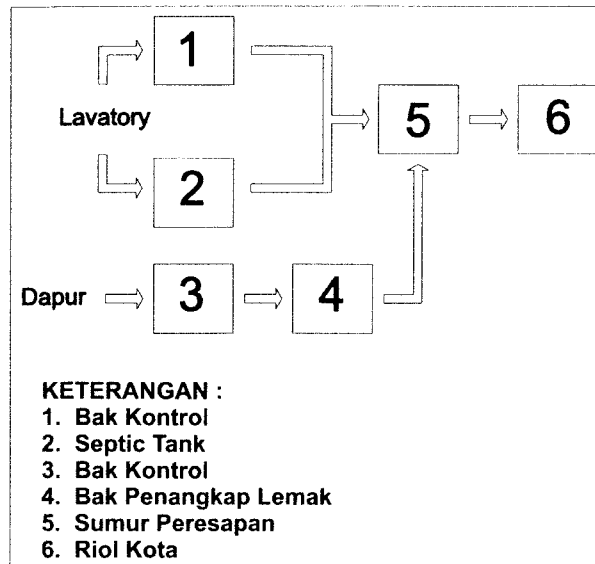 1
Lavatory
5
6
2
Dapur
3
4
KETERANGAN :
1. Bak Kontrol
2. Septic Tank
3. Bak Kontrol
4. Bak Penangkap Lemak
5. Sumur Peresapan
6. Riol Kota